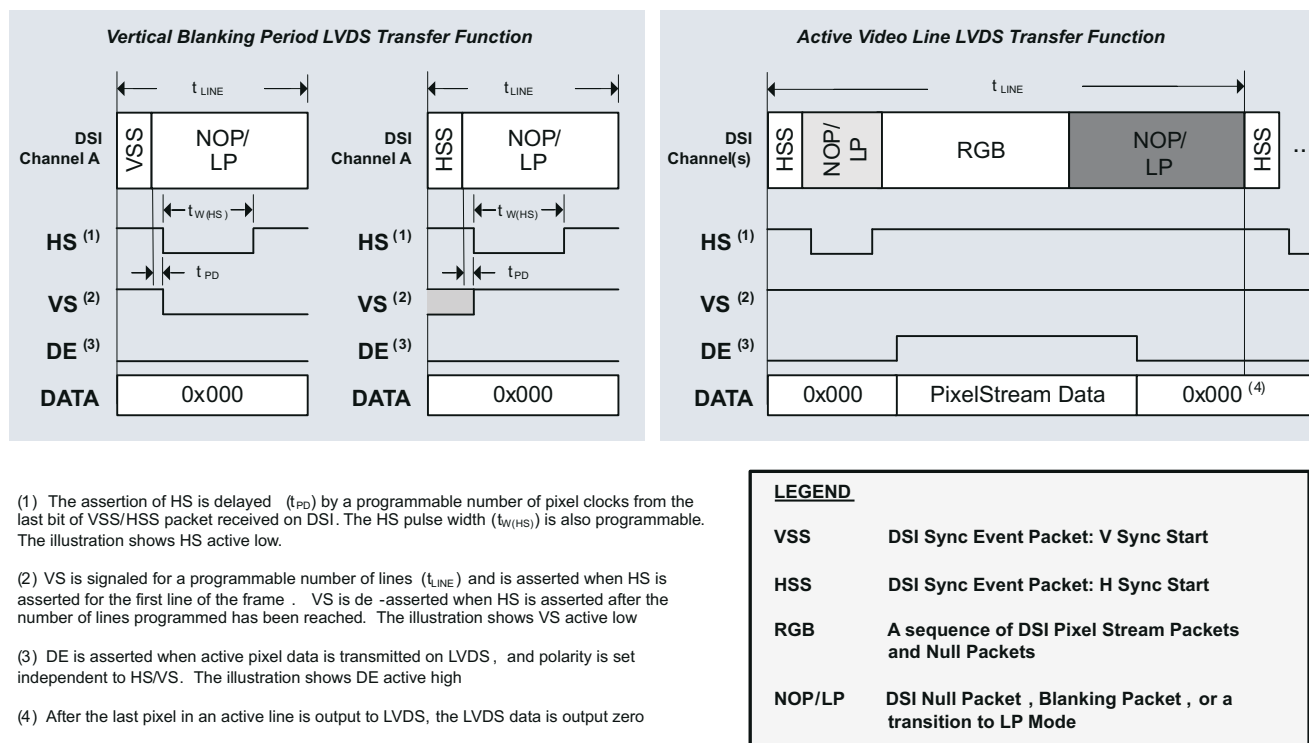 Vertical Blanking Period LVDS Transfer Function
t LINE
DSI
Channel A
VSS
NOP/
LP
t W(HS)
HS (1)
t PD
VS (2)
DE (3)
DATA
0x000
t LINE
DSI
Channel A
HSS
NOP/
LP
t W(HS)
HS (1)
t PD
VS (2)
DE (3)
DATA
0x000
Active Video Line LVDS Transfer Function
t LINE
DSI
Channel(s)
HSS
NOP/
LP
RGB
NOP/
LP
HSS
..
HS (1)
VS (2)
DE (3)
DATA
0x000
PixelStream Data
0x000 (4)
(1) The assertion of HS is delayed (tPD) by a programmable number of pixel clocks from the
last bit of VSS/HSS packet received on DSI. The HS pulse width (tW(HS)) is also programmable.
The illustration shows HS active low.
(2) VS is signaled for a programmable number of lines (tLINE) and is asserted when HS is
asserted for the first line of the frame . VS is de -asserted when HS is asserted after the
number of lines programmed has been reached. The illustration shows VS active low
(3) DE is asserted when active pixel data is transmitted on LVDS , and polarity is set
independent to HS/VS. The illustration shows DE active high
(4) After the last pixel in an active line is output to LVDS, the LVDS data is output zero
LEGEND
VSS DSI Sync Event Packet: V Sync Start
HSS DSI Sync Event Packet: H Sync Start
RGB A sequence of DSI Pixel Stream Packets
and Null Packets
NOP/LP DSI Null Packet , Blanking Packet , or a
transition to LP Mode